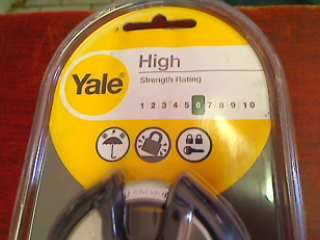 Yale
High
Strength Rating
1 2 3 4 5 6 7 8 9 10